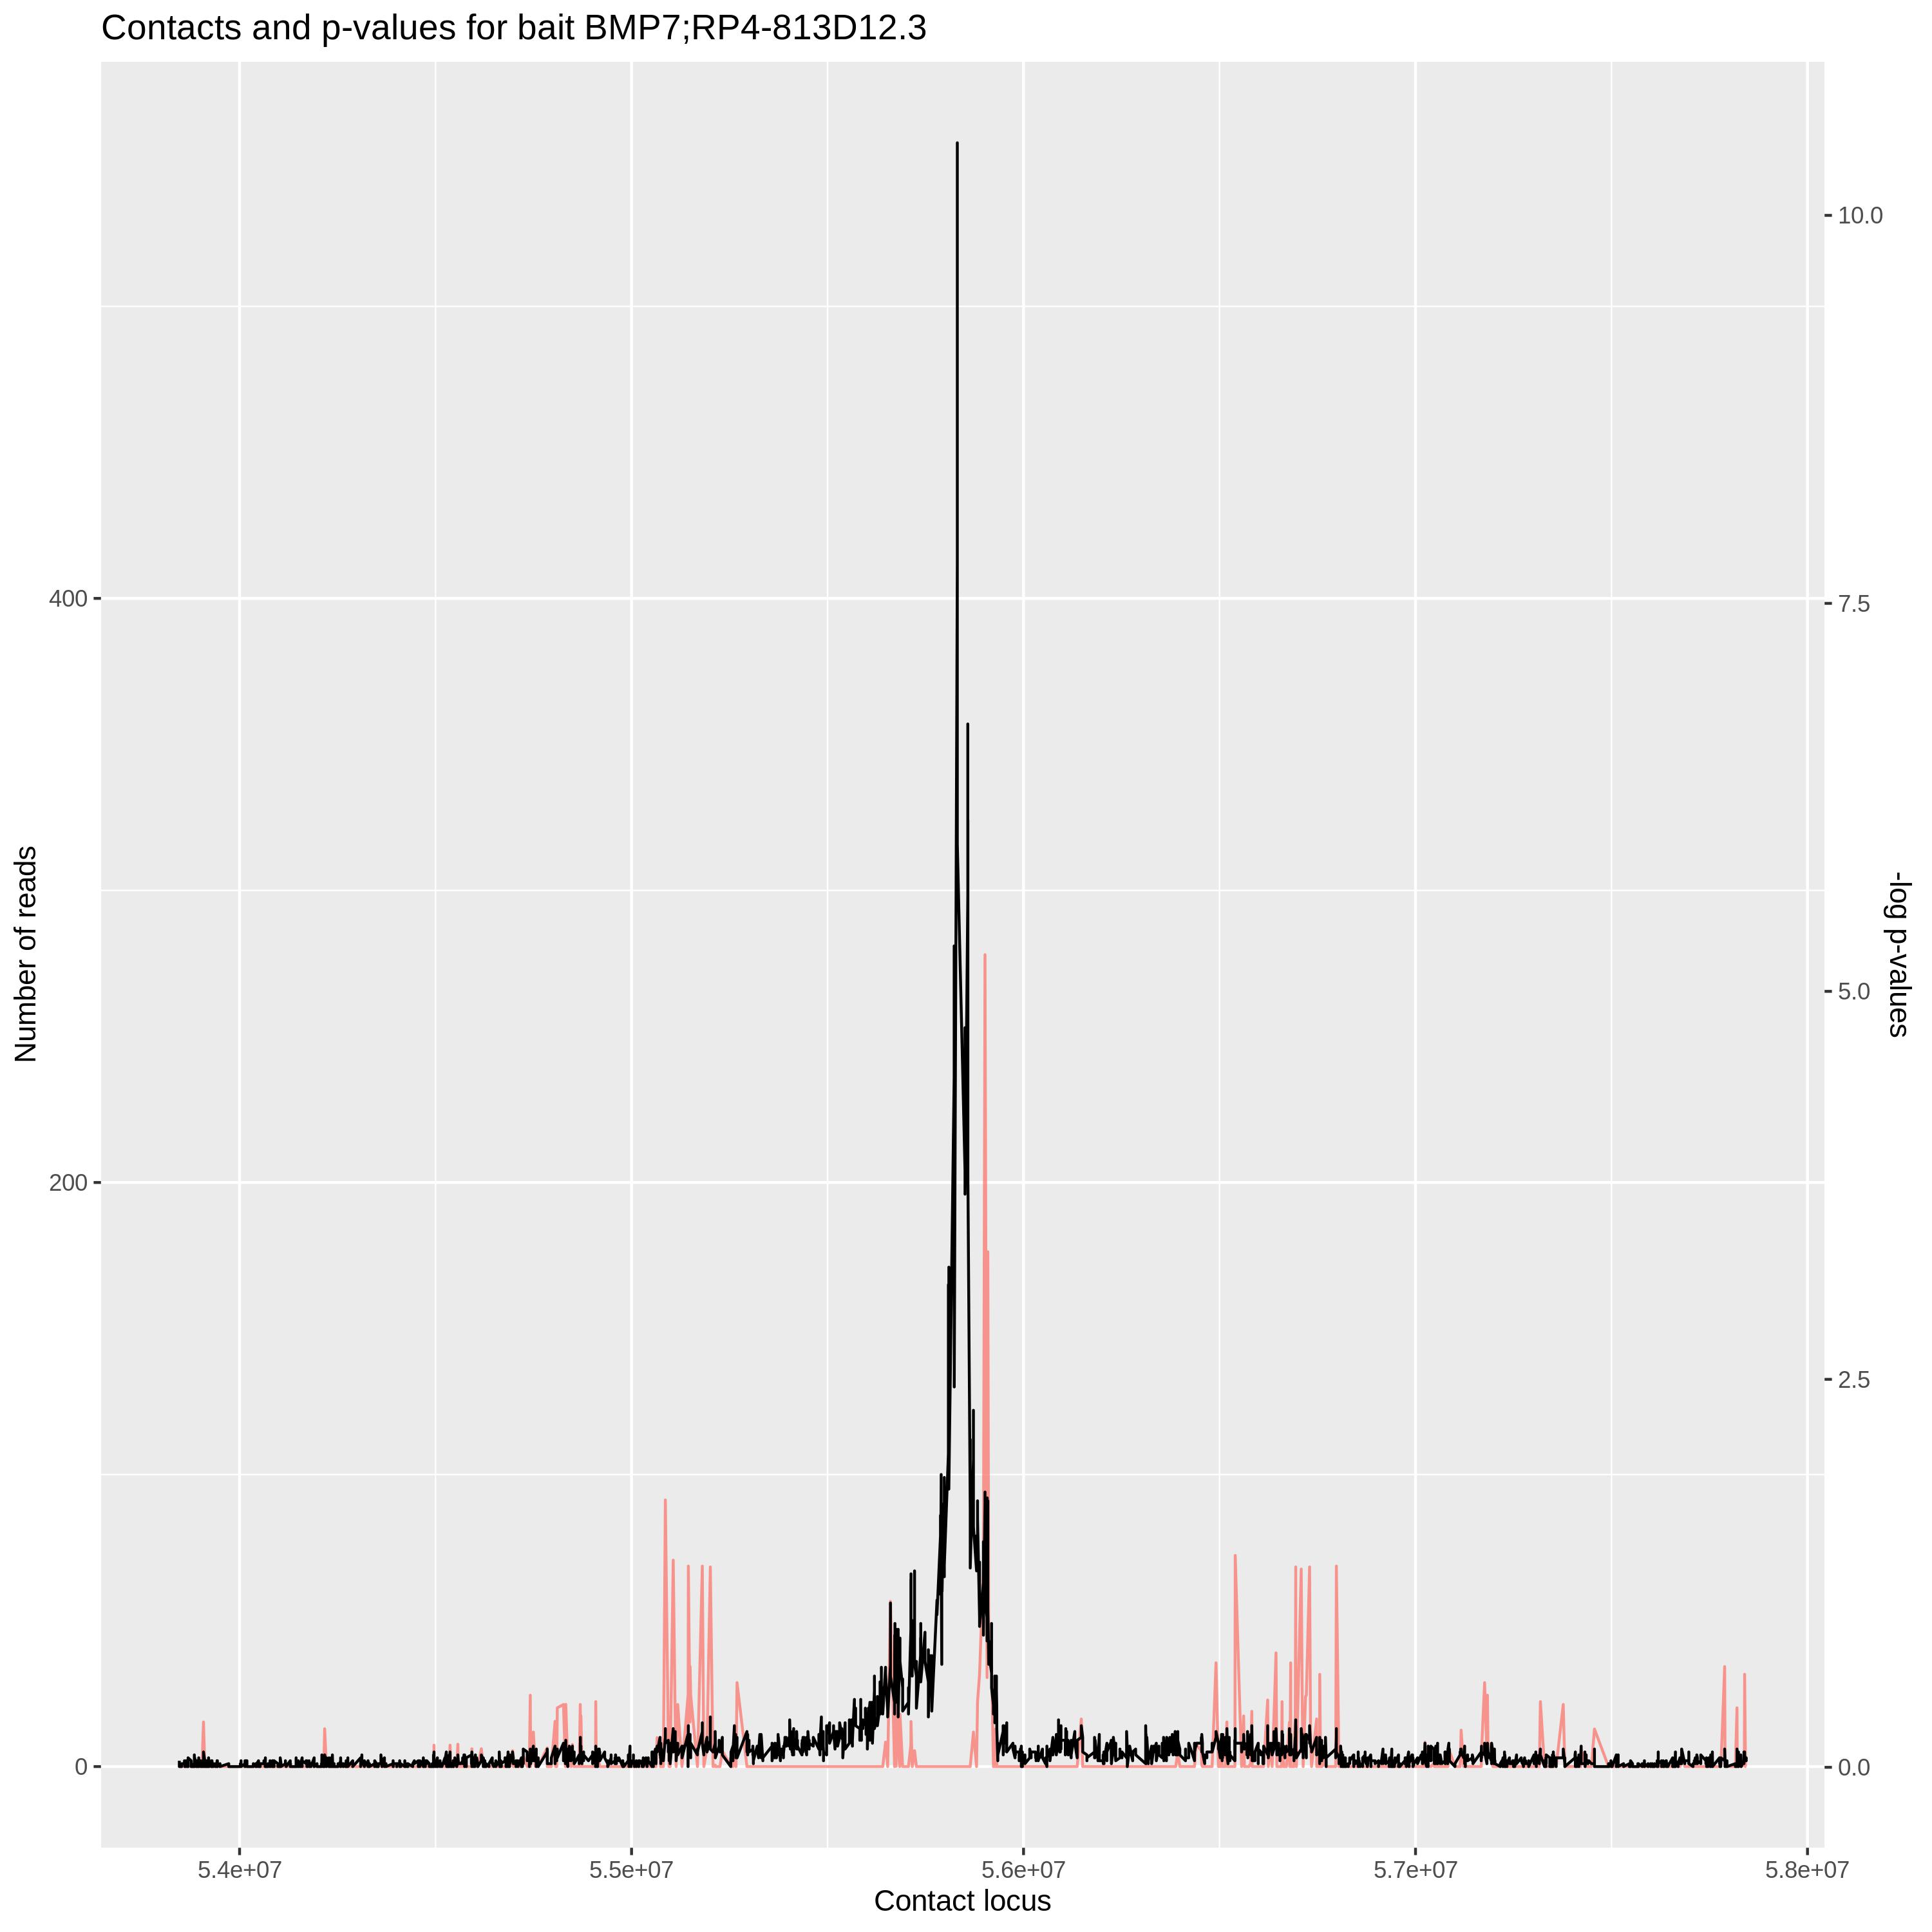 Contacts and p-values for bait BMP7;RP4-813D12.3
Number of reads
400
200
0
10.0
7.5
5.0
2.5
0.0
-log p-values
5.4e+07 5.5e+07 5.6e+07 5.7e+07 5.8e+07
Contact locus